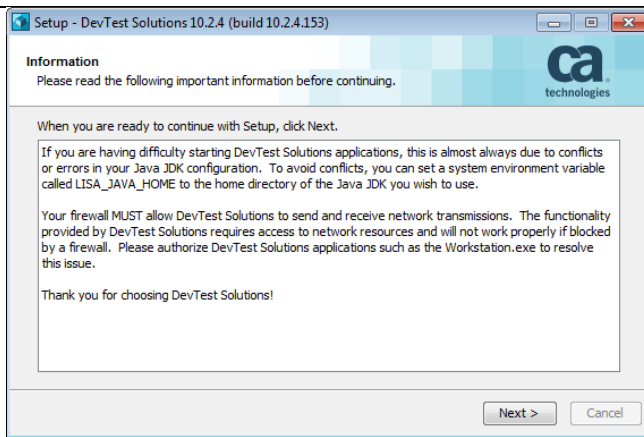 Setup - DevTest Solutions 10.2.4 (build 10.2.4.153)
Information
Please read the following important information before continuing.
ca
technologies
When you are ready to continue with Setup, click Next.
If you are having difficulty starting DevTest Solutions applications, this is almost always due to conflicts
or errors in your Java JDK configuration. To avoid conflicts, you can set a system environment variable
called LISA_JAVA_HOME to the home directory of the Java JDK you wish to use.
Your firewall MUST allow DevTest Solutions to send and receive network transmissions. The functionality
provided by DevTest Solutions requires access to network resources and will not work properly if blocked
by a firewall. Please authorize DevTest Solutions applications such as the Workstation.exe to resolve
this issue.
Thank you for choosing DevTest Solutions!
Next >
Cancel